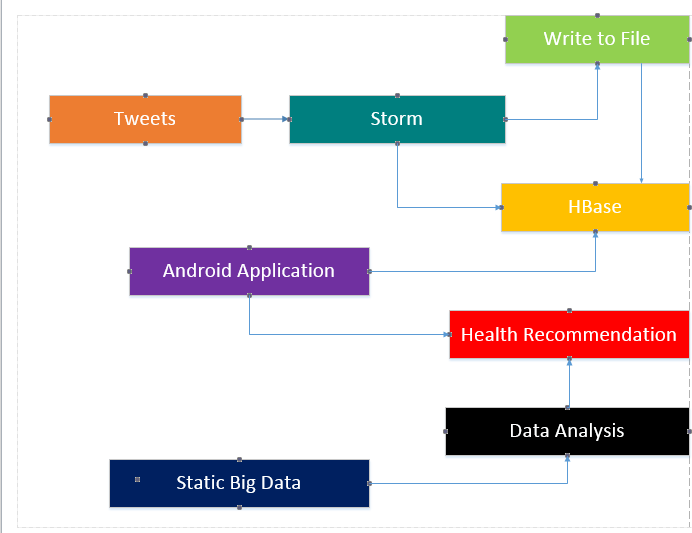 Write to File
Tweets
Storm
HBase
Android Application
Health Recommendation
Data Analysis
Static Big Data